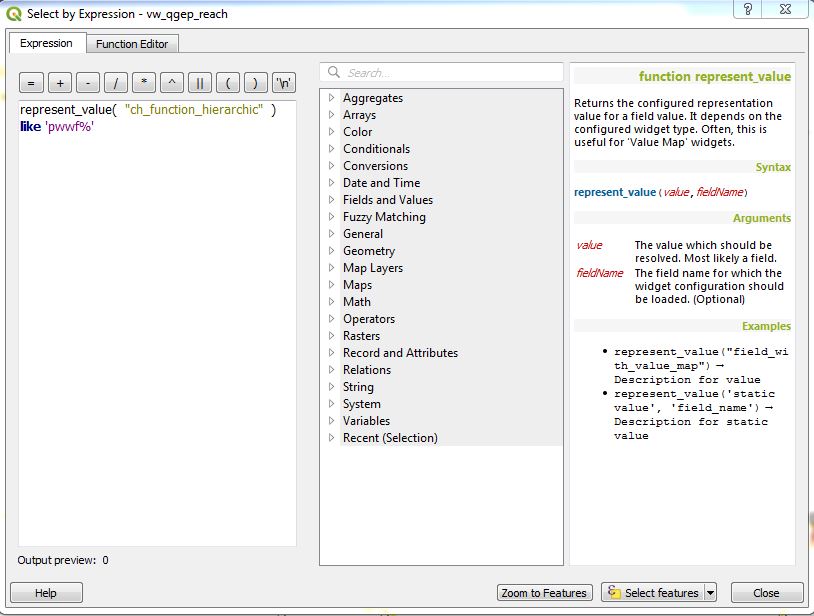 Select by Expression - vw_qgep_reach
?
Expression
Function Editor
= + - / * ^ || ( ) '\n'
represent_value( "ch_function_hierarchic" )
like 'pwwf%'
Output preview: 0
Search...
Aggregates
Arrays
Color
Conditionals
Conversions
Date and Time
Fields and Values
Fuzzy Matching
General
Geometry
Map Layers
Maps
Math
Operators
Rasters
Record and Attributes
Relations
String
System
Variables
Recent (Selection)
function represent_value
Returns the configured representation
value for a field value. It depends on the
configured widget type. Often, this is
useful for 'Value Map' widgets.
Syntax
represent_value(value,fieldName)
Arguments
value The value which should be
resolved. Most likely a field.
fieldName The field name for which the
widget configuration should
be loaded. (Optional)
Examples
• represent_value("field_wi
th_value_map") →
Description for value
• represent_value('static
value', 'field_name') →
Description for static
value
Help
Zoom to Features
Select features
Close